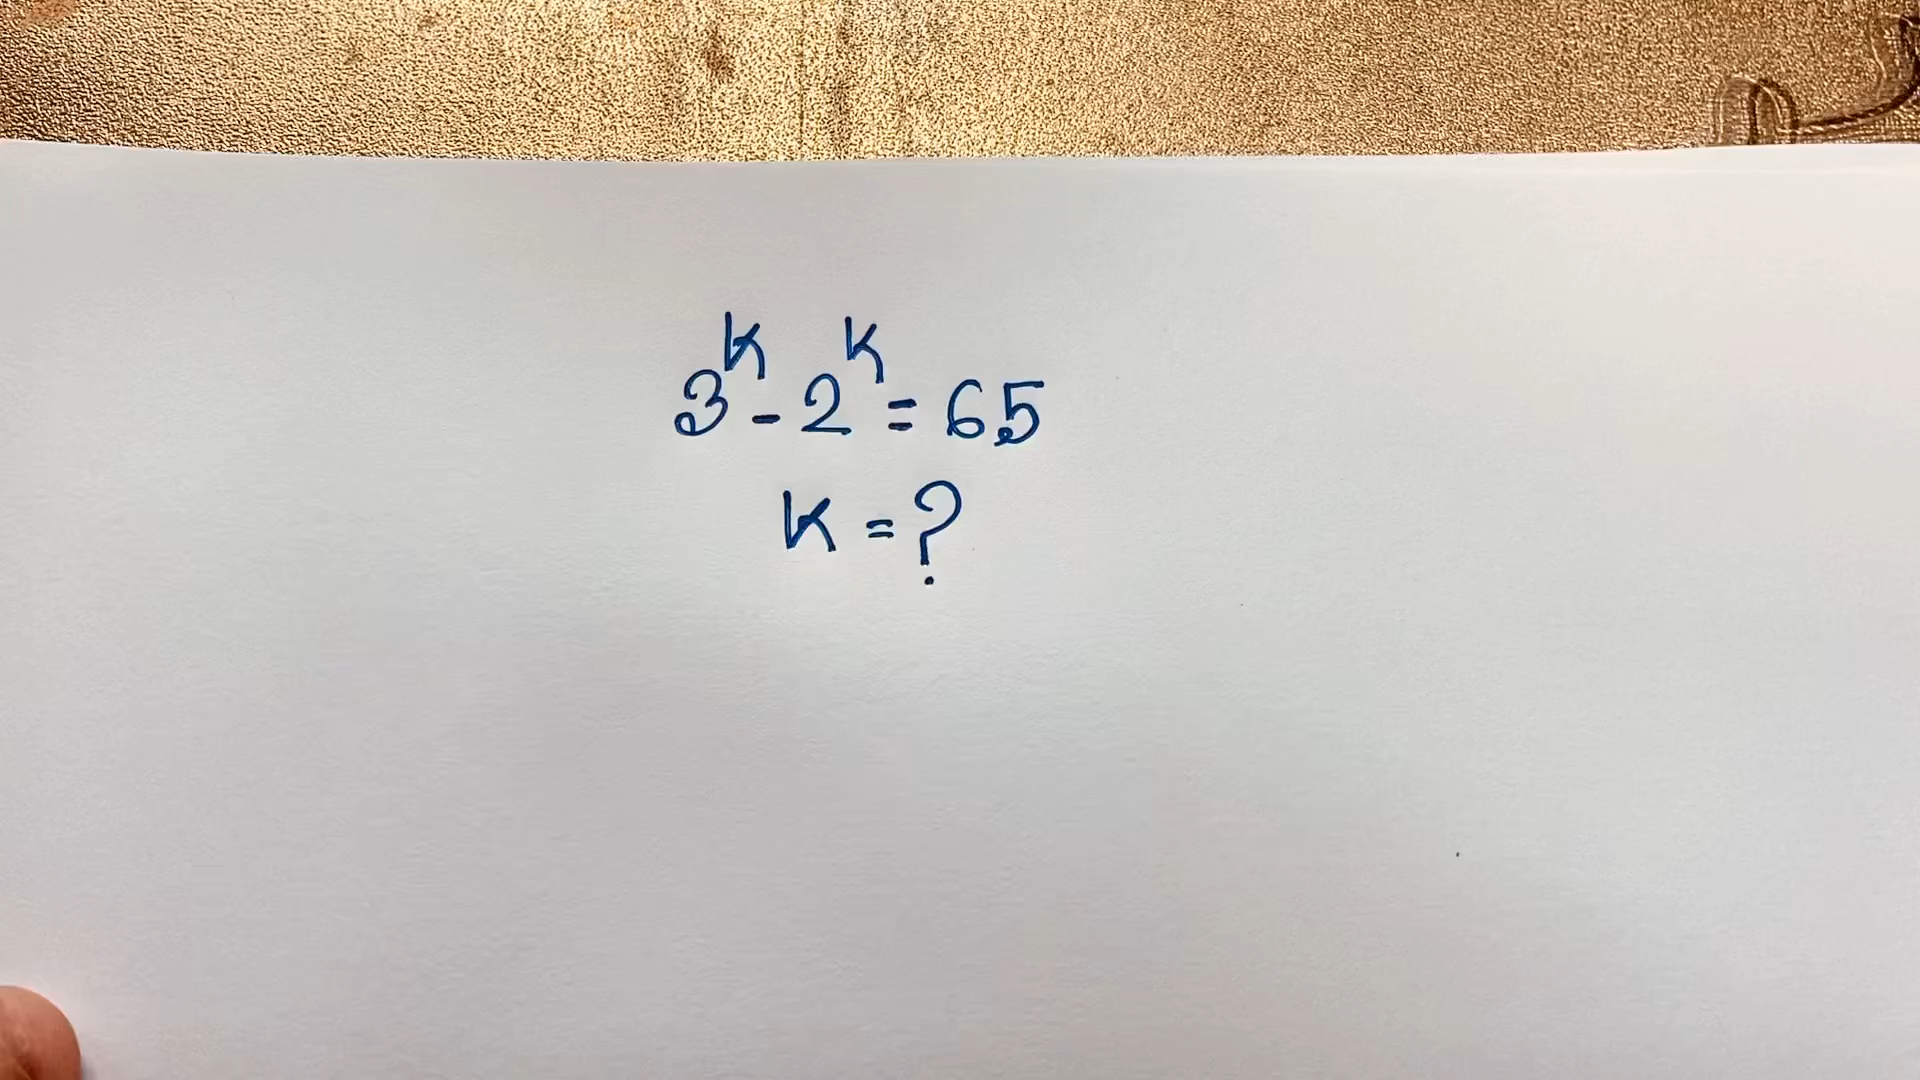 3^k - 2^k = 65
k = ?